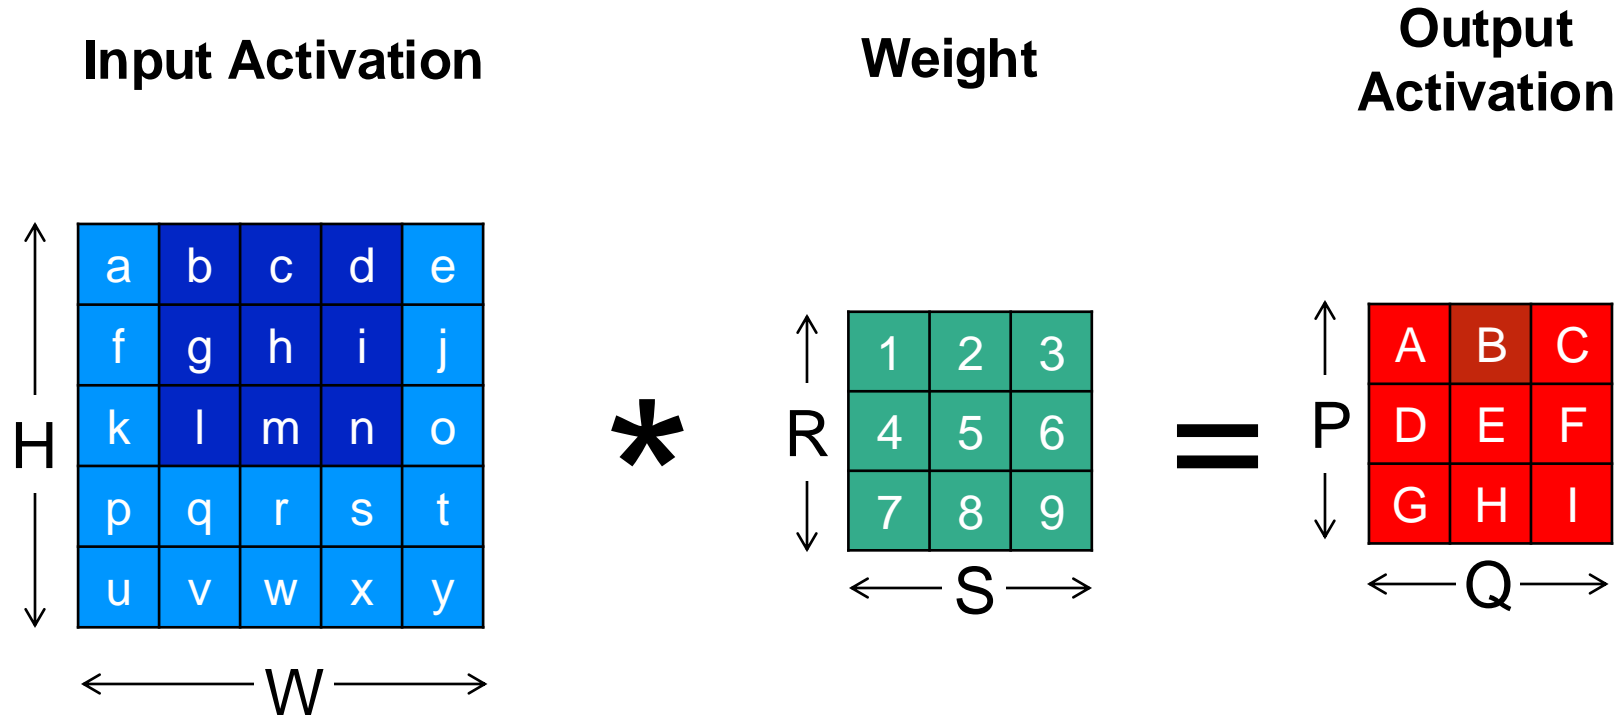 Input Activation
Weight
Output
Activation
H
a b c d e
f g h i j
k l m n o
p q r s t
u v w x y
W
*
R
1 2 3
4 5 6
7 8 9
S
=
P
A B C
D E F
G H I
Q